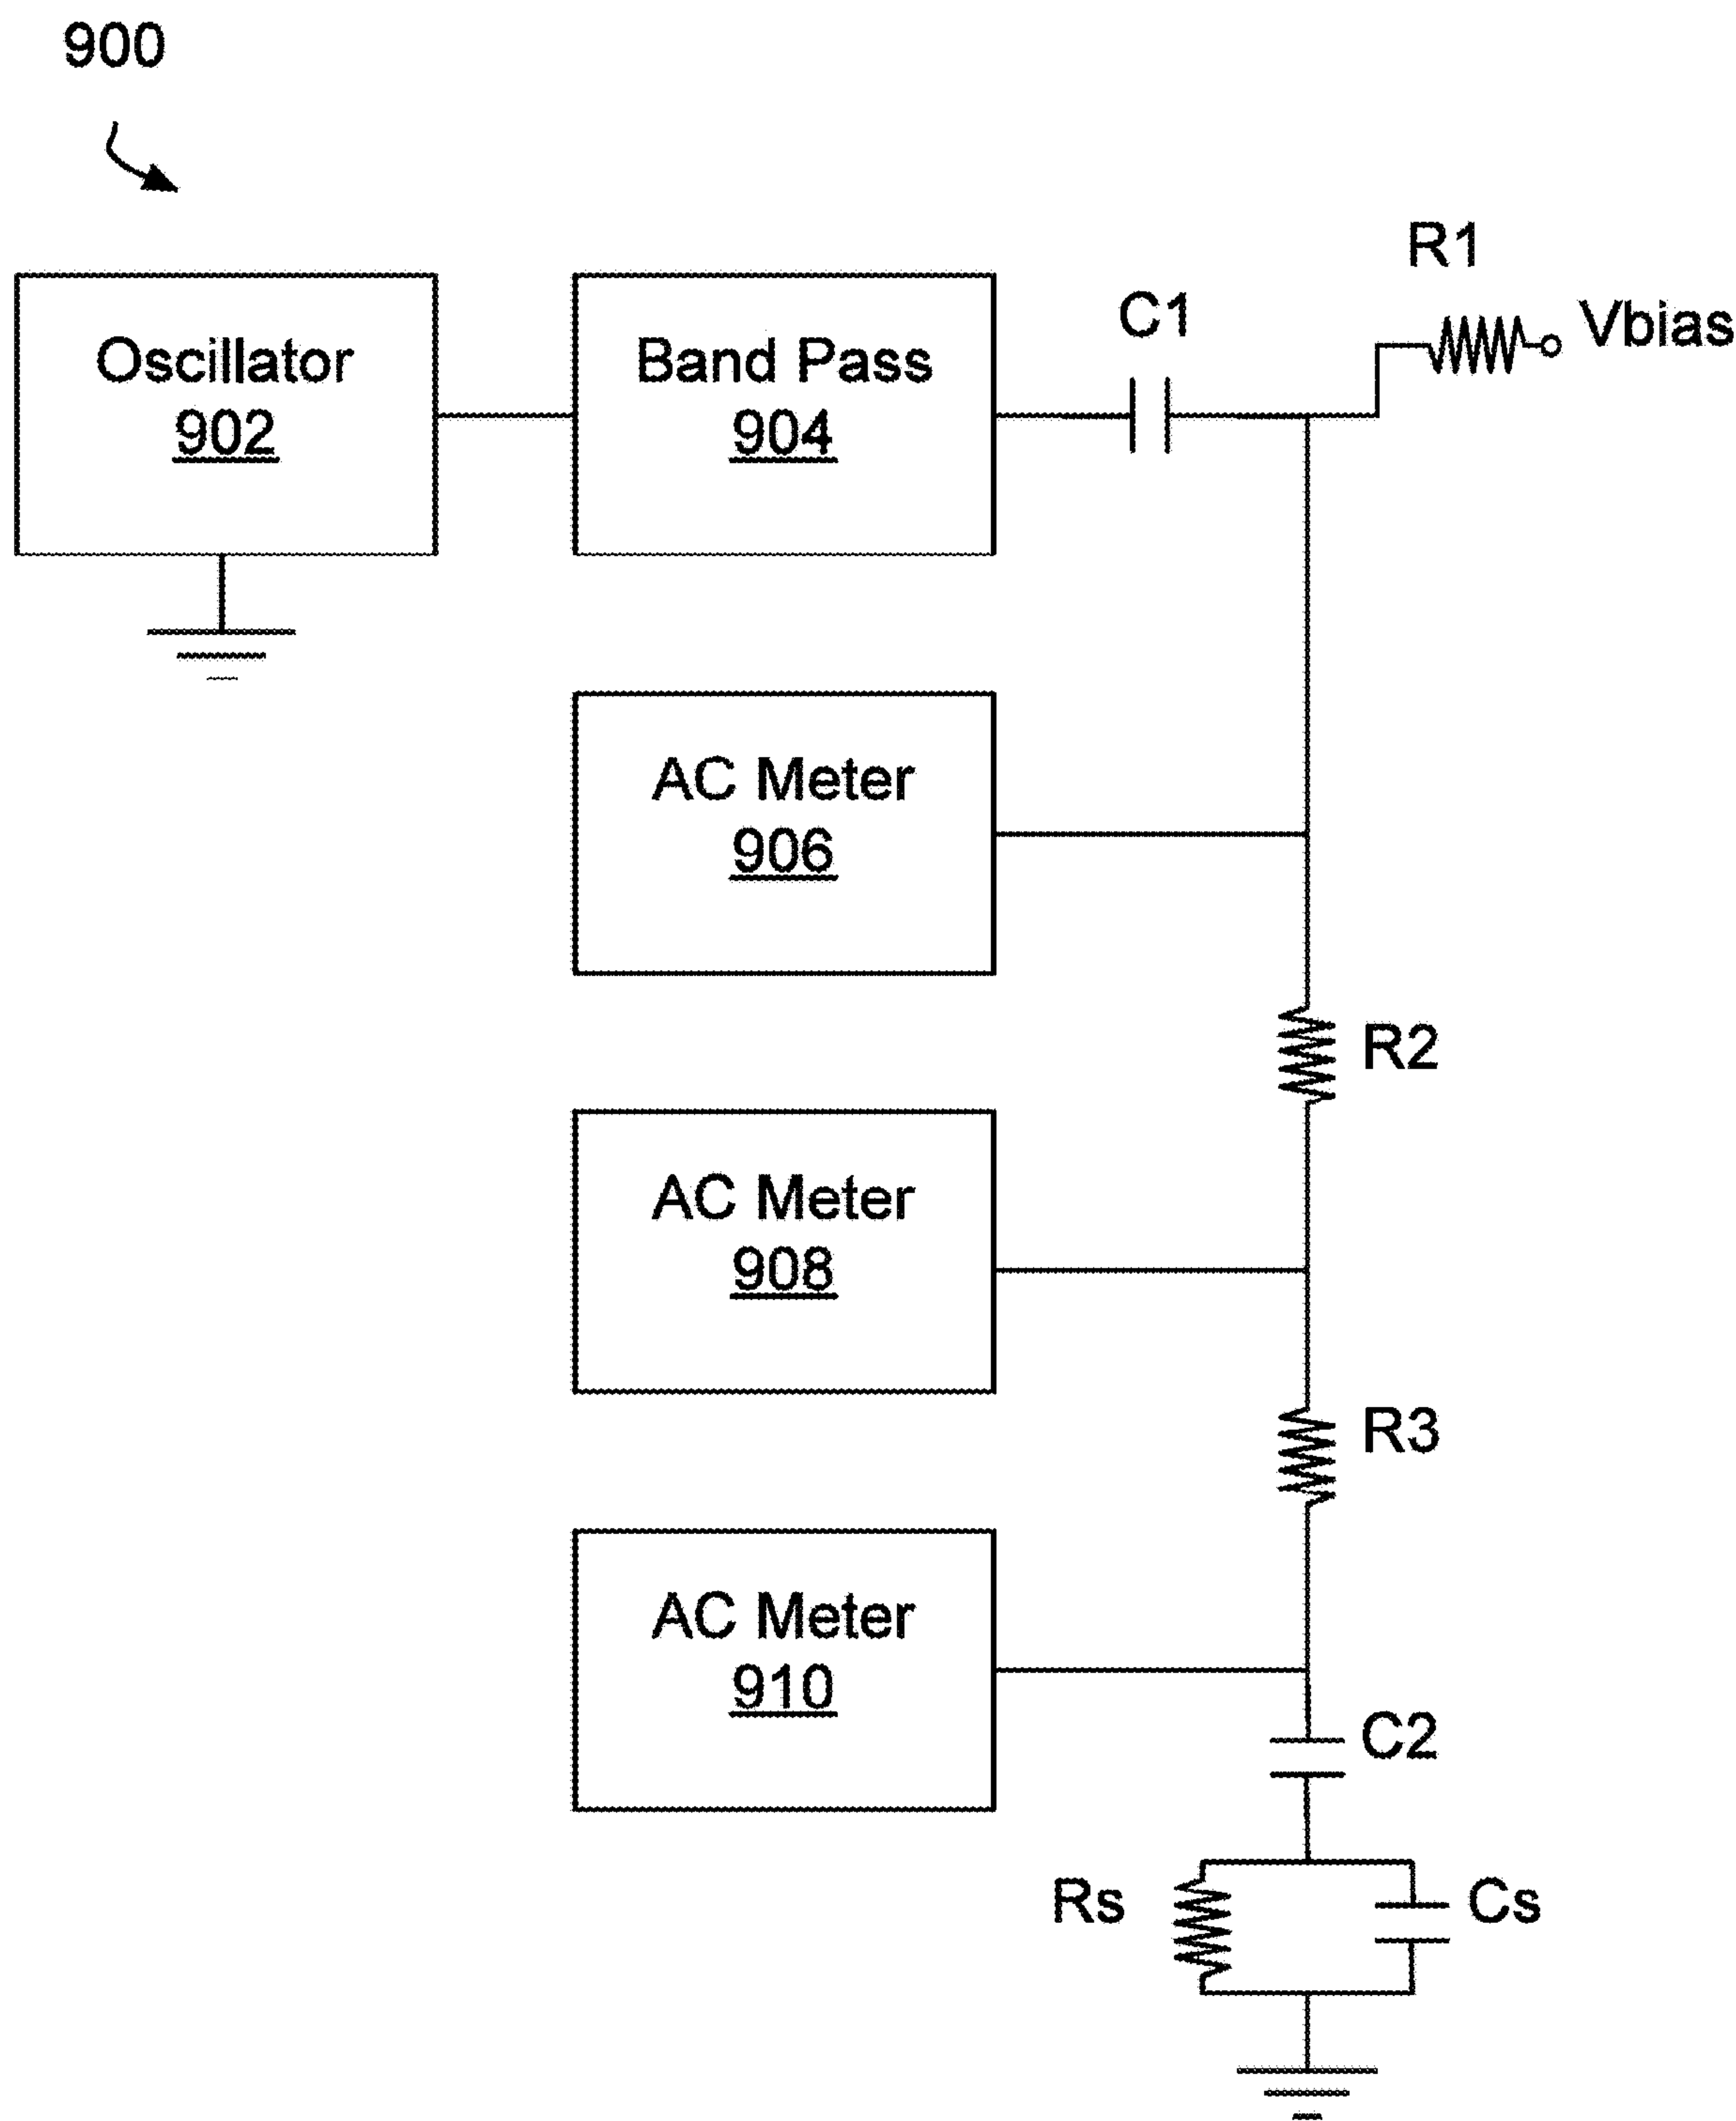 900
R1
C1
Vbias
Oscillator
902
Band Pass
904
AC Meter
906
R2
AC Meter
908
R3
AC Meter
910
C2
Rs
Cs